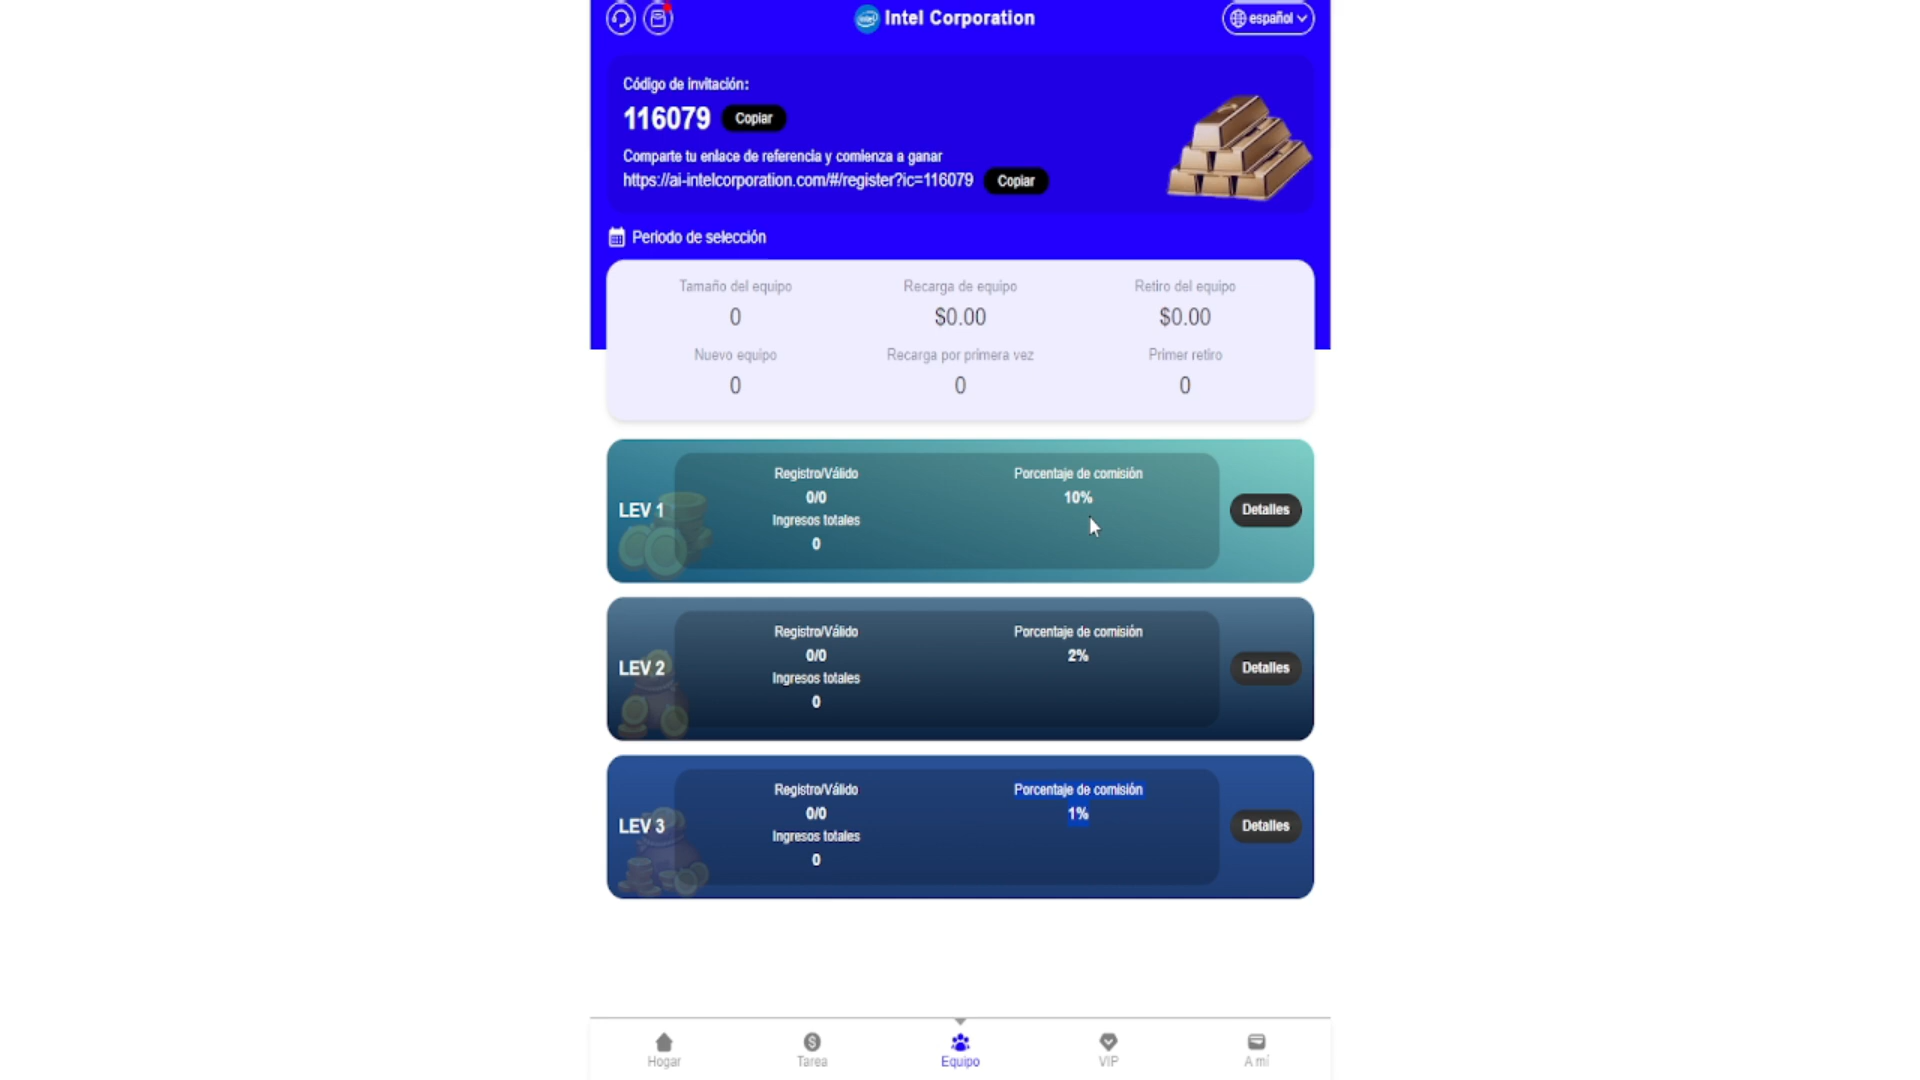 intel Intel Corporation
español
Código de invitación:
116079 Copiar
Comparte tu enlace de referencia y comienza a ganar
https://ai-intelcorporation.com/#/register?ic=116079 Copiar
Periodo de selección
Tamaño del equipo Recarga de equipo Retiro del equipo
0 $0.00 $0.00
Nuevo equipo Recarga por primera vez Primer retiro
0 0 0
Registro/Válido Porcentaje de comisión
0/0 10%
LEV 1 Detalles
Ingresos totales
0
Registro/Válido Porcentaje de comisión
0/0 2%
LEV 2 Detalles
Ingresos totales
0
Registro/Válido Porcentaje de comisión
0/0 1%
LEV 3 Detalles
Ingresos totales
0
Hogar Tarea Equipo VIP A mí